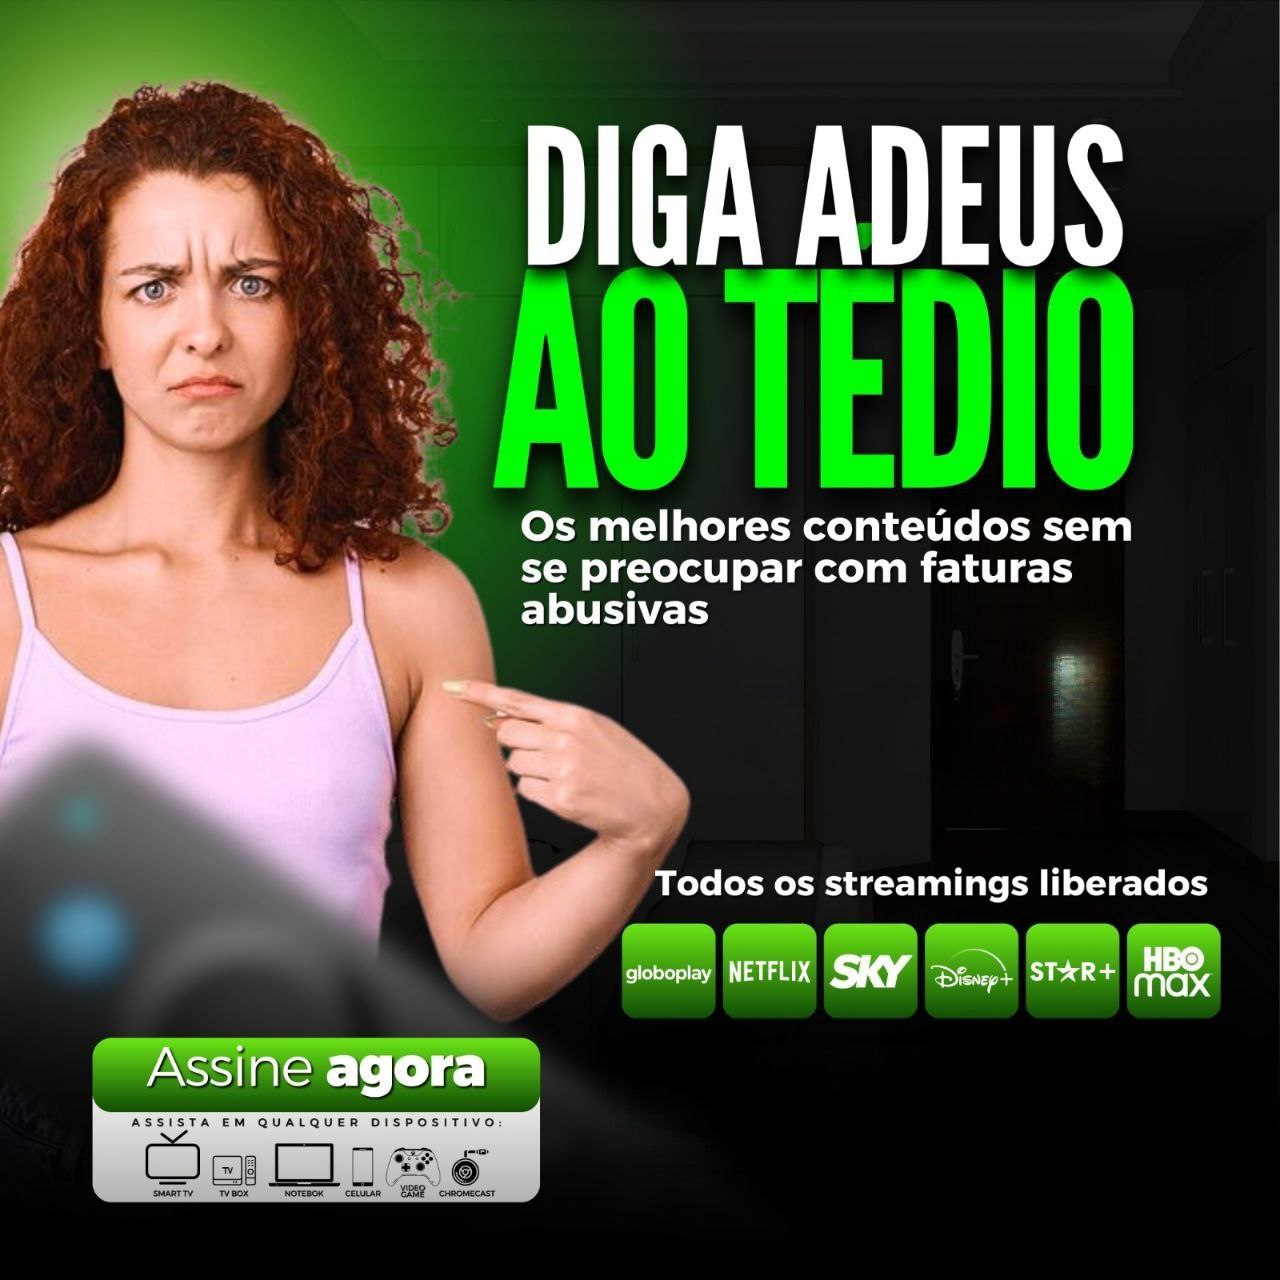 DIGA ADEUS
AO TÉDIO
Os melhores conteúdos sem
se preocupar com faturas
abusivas
Todos os streamings liberados
globoplay NETFLIX SKY Disney+ ST★R+ HBO max
Assine agora
ASSISTA EM QUALQUER DISPOSITIVO:
TV
SMART TV TV BOX NOTEBOK CELULAR VIDEO GAME CHROMECAST